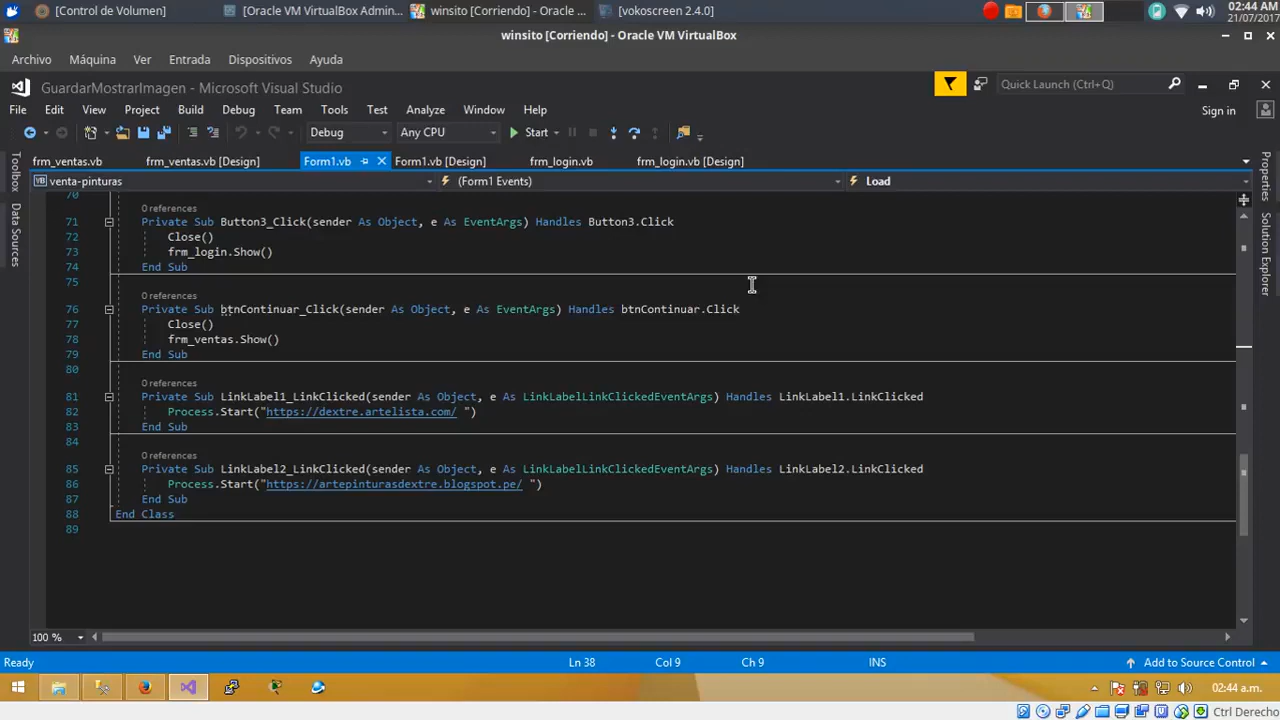 [Control de Volumen]
[Oracle VM VirtualBox Admin...
winsito [Corriendo] - Oracle ...
[vokoscreen 2.4.0]
02:44 AM
21/07/2017
winsito [Corriendo] - Oracle VM VirtualBox
Archivo Máquina Ver Entrada Dispositivos Ayuda
GuardarMostrarImagen - Microsoft Visual Studio
Quick Launch (Ctrl+Q)
File Edit View Project Build Debug Team Tools Test Analyze Window Help
Sign in
Debug Any CPU Start
frm_ventas.vb frm_ventas.vb [Design] Form1.vb Form1.vb [Design] frm_login.vb frm_login.vb [Design]
Toolbox
Data Sources
Properties
Solution Explorer
VB venta-pinturas (Form1 Events) Load
70
0 references
71 Private Sub Button3_Click(sender As Object, e As EventArgs) Handles Button3.Click
72 Close()
73 frm_login.Show()
74 End Sub
75
0 references
76 Private Sub btnContinuar_Click(sender As Object, e As EventArgs) Handles btnContinuar.Click
77 Close()
78 frm_ventas.Show()
79 End Sub
80
0 references
81 Private Sub LinkLabel1_LinkClicked(sender As Object, e As LinkLabelLinkClickedEventArgs) Handles LinkLabel1.LinkClicked
82 Process.Start("https://dextre.artelista.com/ ")
83 End Sub
84
0 references
85 Private Sub LinkLabel2_LinkClicked(sender As Object, e As LinkLabelLinkClickedEventArgs) Handles LinkLabel2.LinkClicked
86 Process.Start("https://artepinturasdextre.blogspot.pe/ ")
87 End Sub
88 End Class
89
100 %
Ready Ln 38 Col 9 Ch 9 INS Add to Source Control
02:44 a.m.
Ctrl Derecho